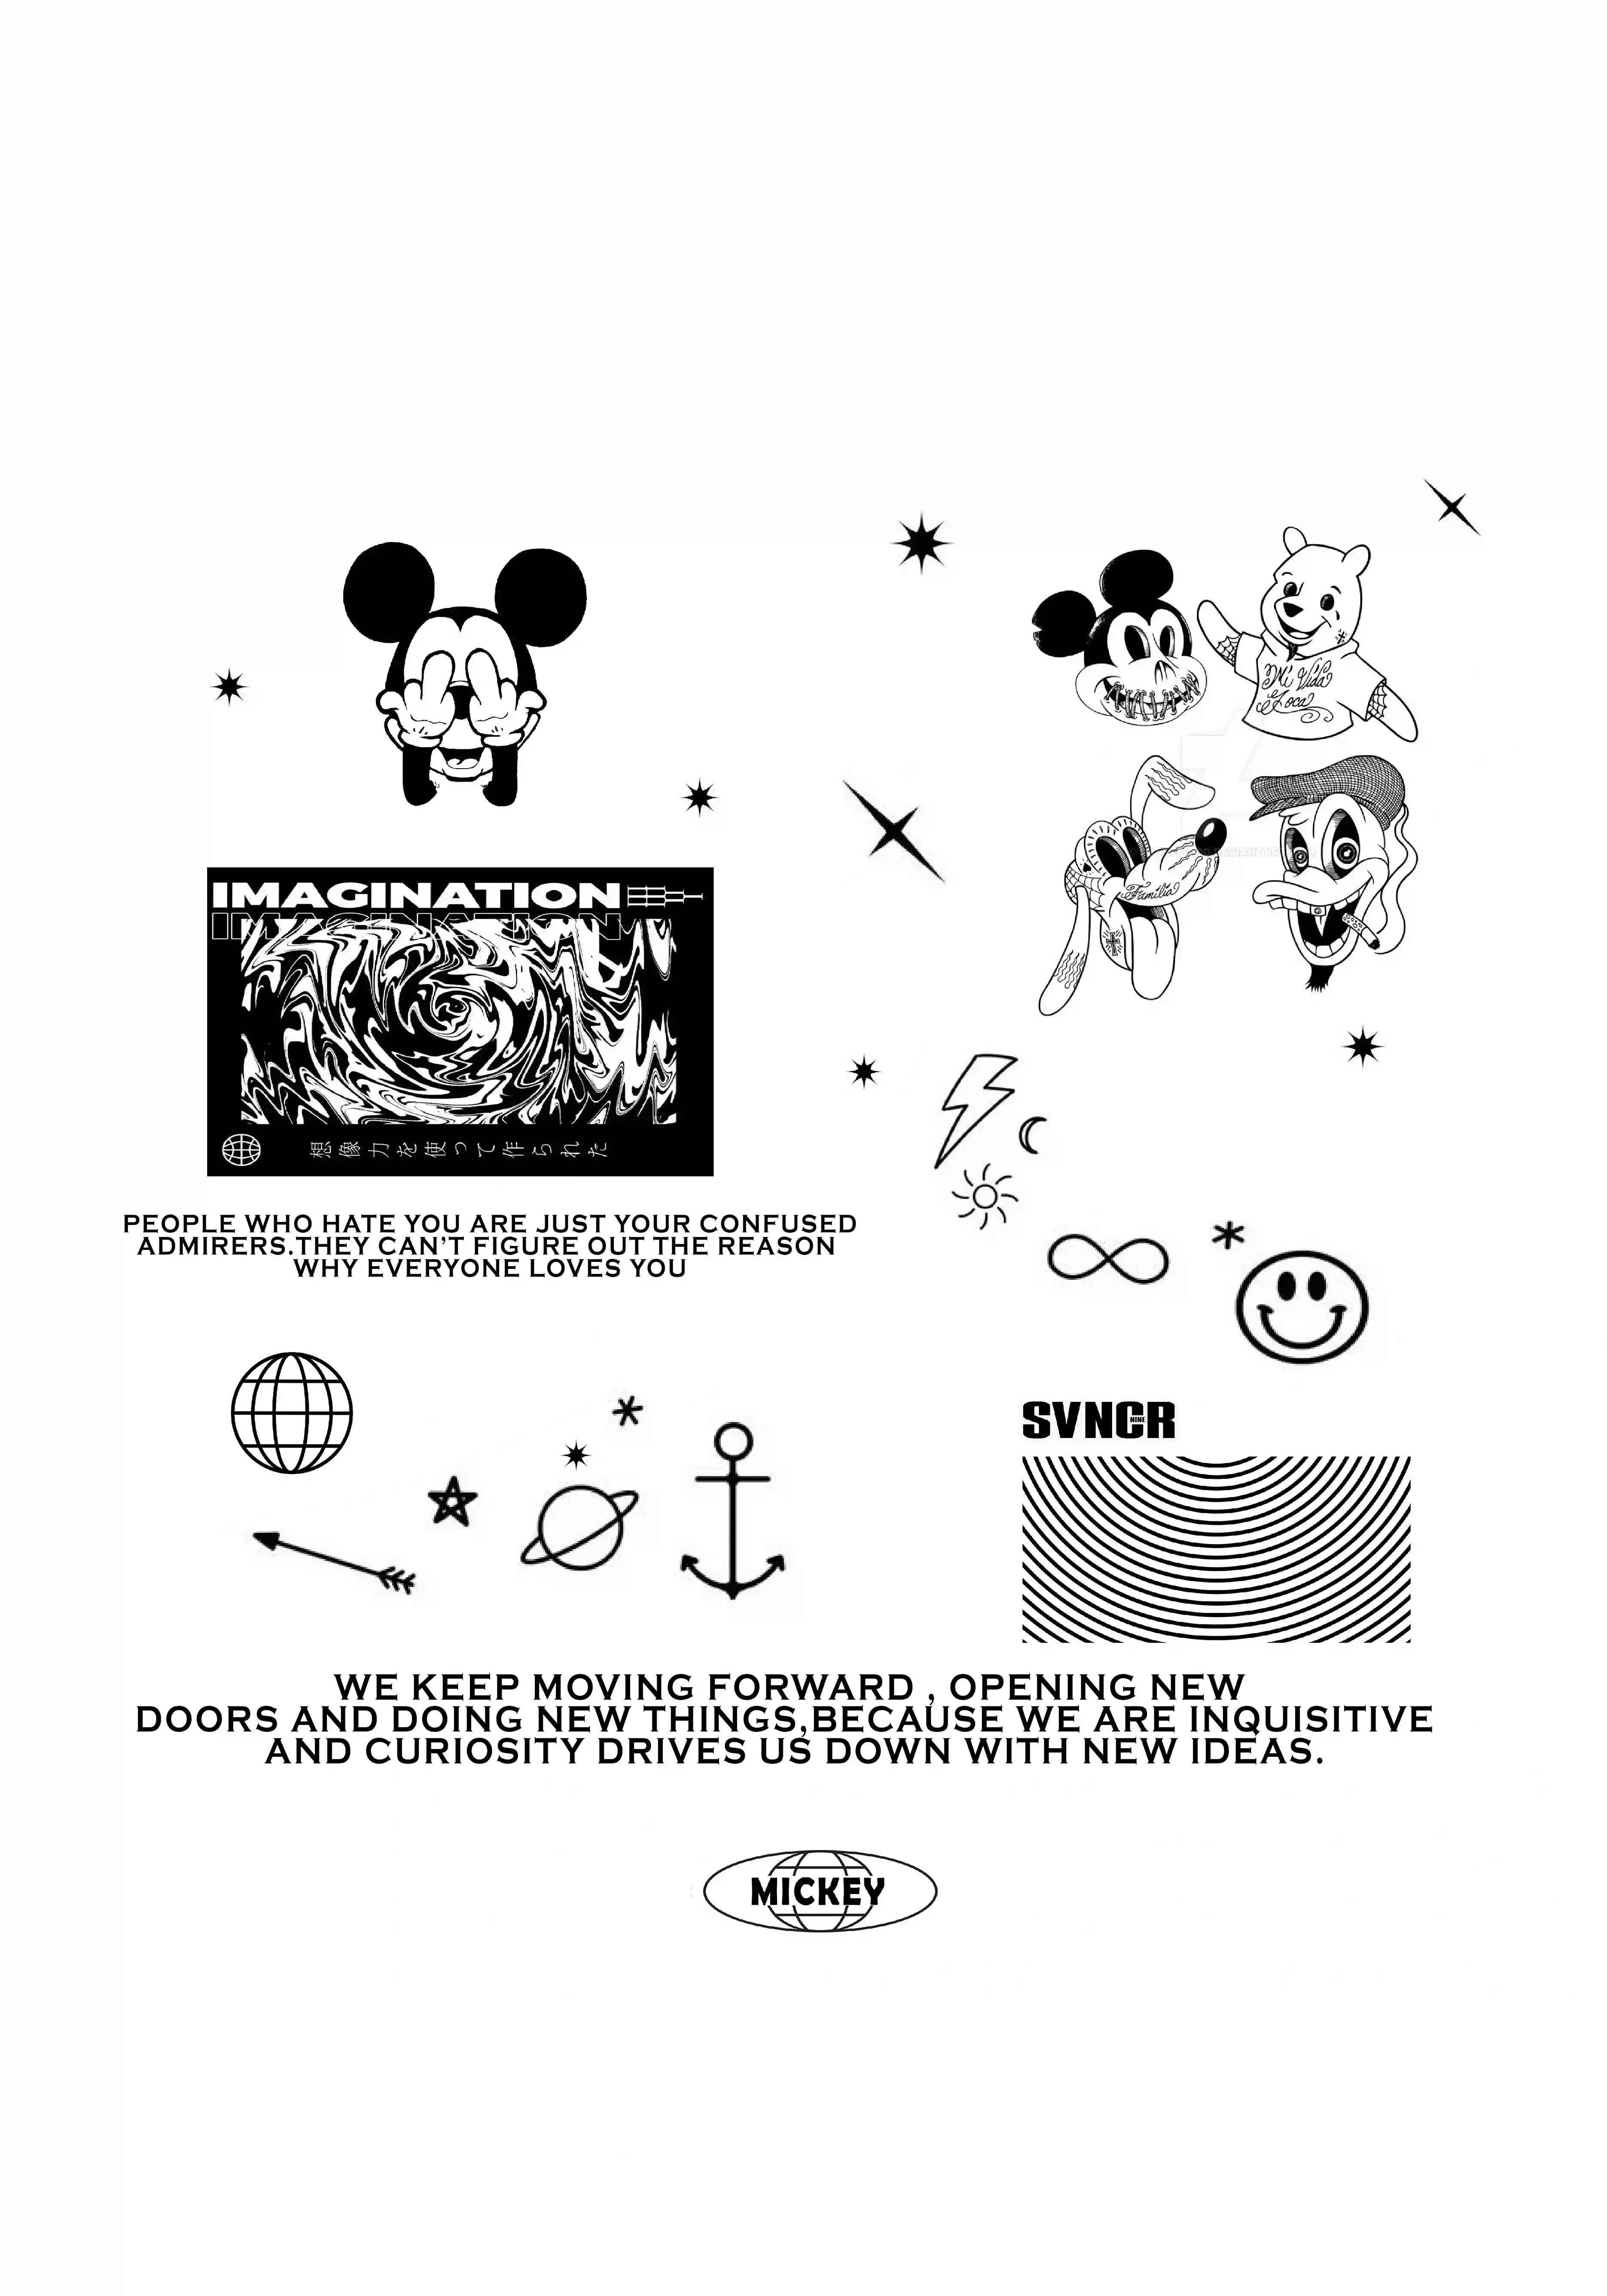 Mi Vida
Loca
Familia
IMAGINATION
IMAGINATION
想像力を使って作られた
PEOPLE WHO HATE YOU ARE JUST YOUR CONFUSED
ADMIRERS.THEY CAN'T FIGURE OUT THE REASON
WHY EVERYONE LOVES YOU
SVNCR
NINE
WE KEEP MOVING FORWARD , OPENING NEW
DOORS AND DOING NEW THINGS,BECAUSE WE ARE INQUISITIVE
AND CURIOSITY DRIVES US DOWN WITH NEW IDEAS.
MICKEY